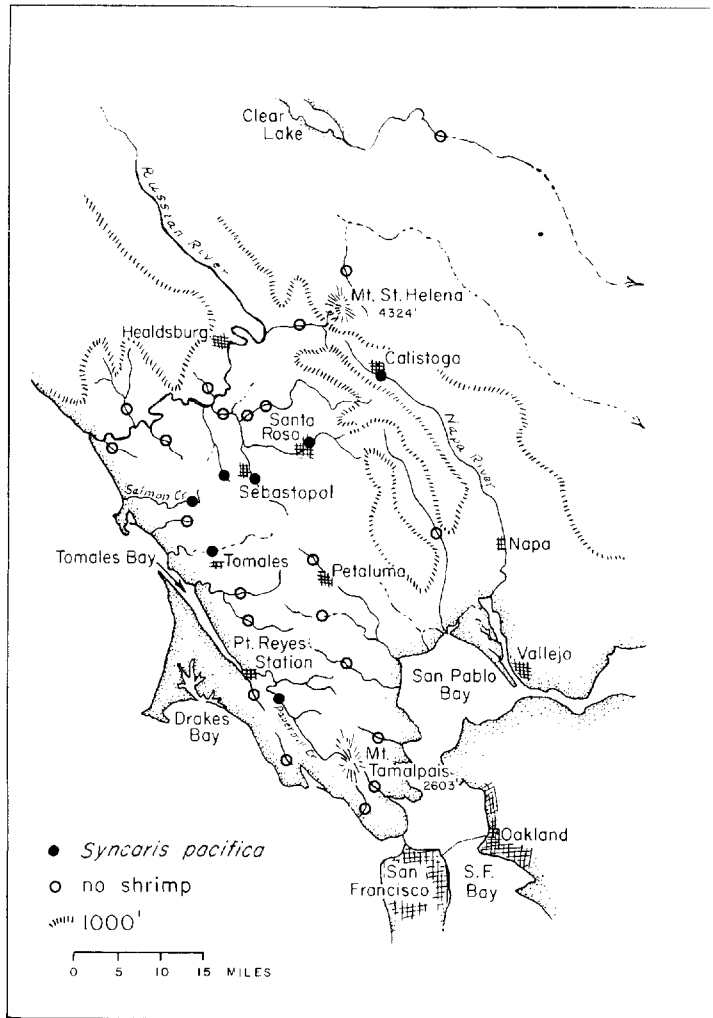 Clear
Lake
Russian River
Mt. St. Helena
4324'
Healdsburg
Calistoga
Santa
Rosa
Napa River
Sebastopol
Salmon Cr.
Napa
Tomales Bay
Tomales
Petaluma
Pt. Reyes
Station
Vallejo
San Pablo
Bay
Drakes
Bay
Papermill Cr.
Mt.
Tamalpais
2603'
Oakland
San
Francisco
S.F.
Bay
Syncaris pacifica
no shrimp
1000'
0 5 10 15 MILES